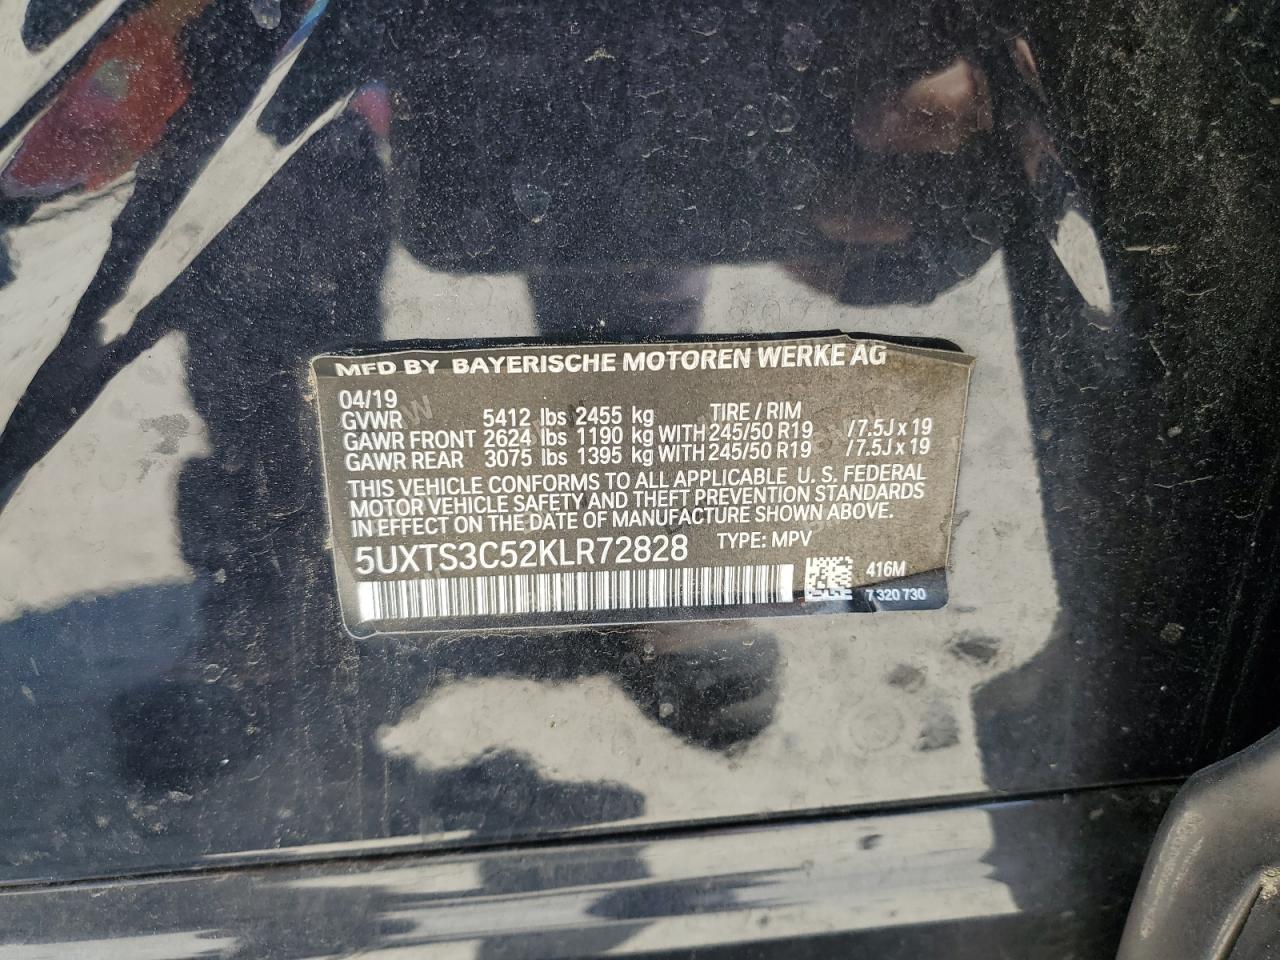 MFD BY BAYERISCHE MOTOREN WERKE AG
04/19
GVWR 5412 lbs 2455 kg TIRE / RIM
GAWR FRONT 2624 lbs 1190 kg WITH 245/50 R19 / 7.5J x 19
GAWR REAR 3075 lbs 1395 kg WITH 245/50 R19 / 7.5J x 19
THIS VEHICLE CONFORMS TO ALL APPLICABLE U. S. FEDERAL
MOTOR VEHICLE SAFETY AND THEFT PREVENTION STANDARDS
IN EFFECT ON THE DATE OF MANUFACTURE SHOWN ABOVE.
5UXTS3C52KLR72828 TYPE: MPV
416M
7 320 730